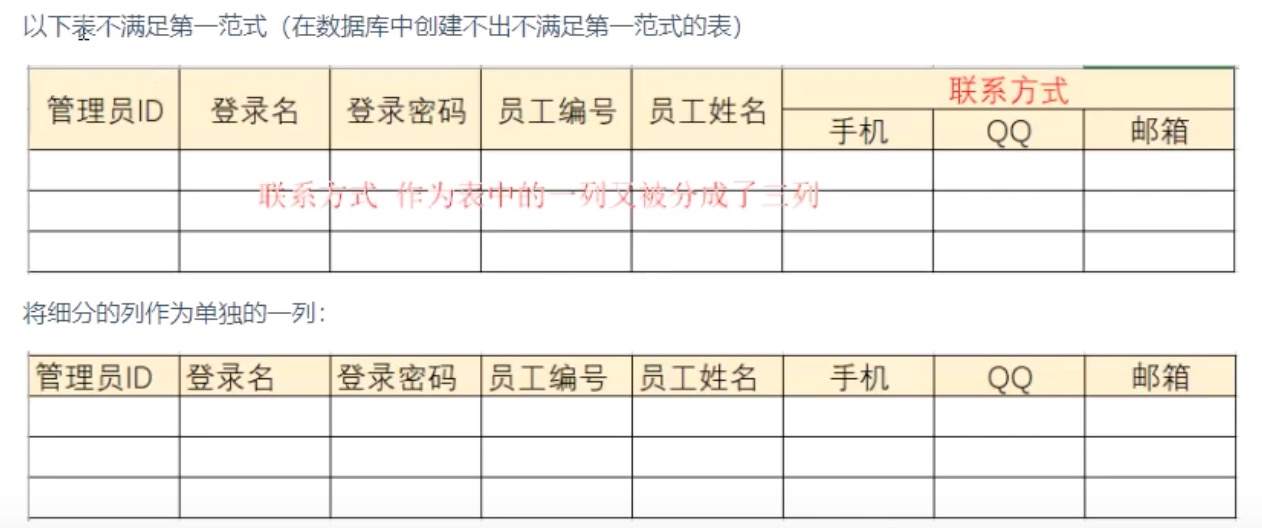 以下表不满足第一范式（在数据库中创建不出不满足第一范式的表）
管理员ID 登录名 登录密码 员工编号 员工姓名 联系方式
手机 QQ 邮箱
联系方式 作为表中的一列又被分成了三列
将细分的列作为单独的一列：
管理员ID 登录名 登录密码 员工编号 员工姓名 手机 QQ 邮箱